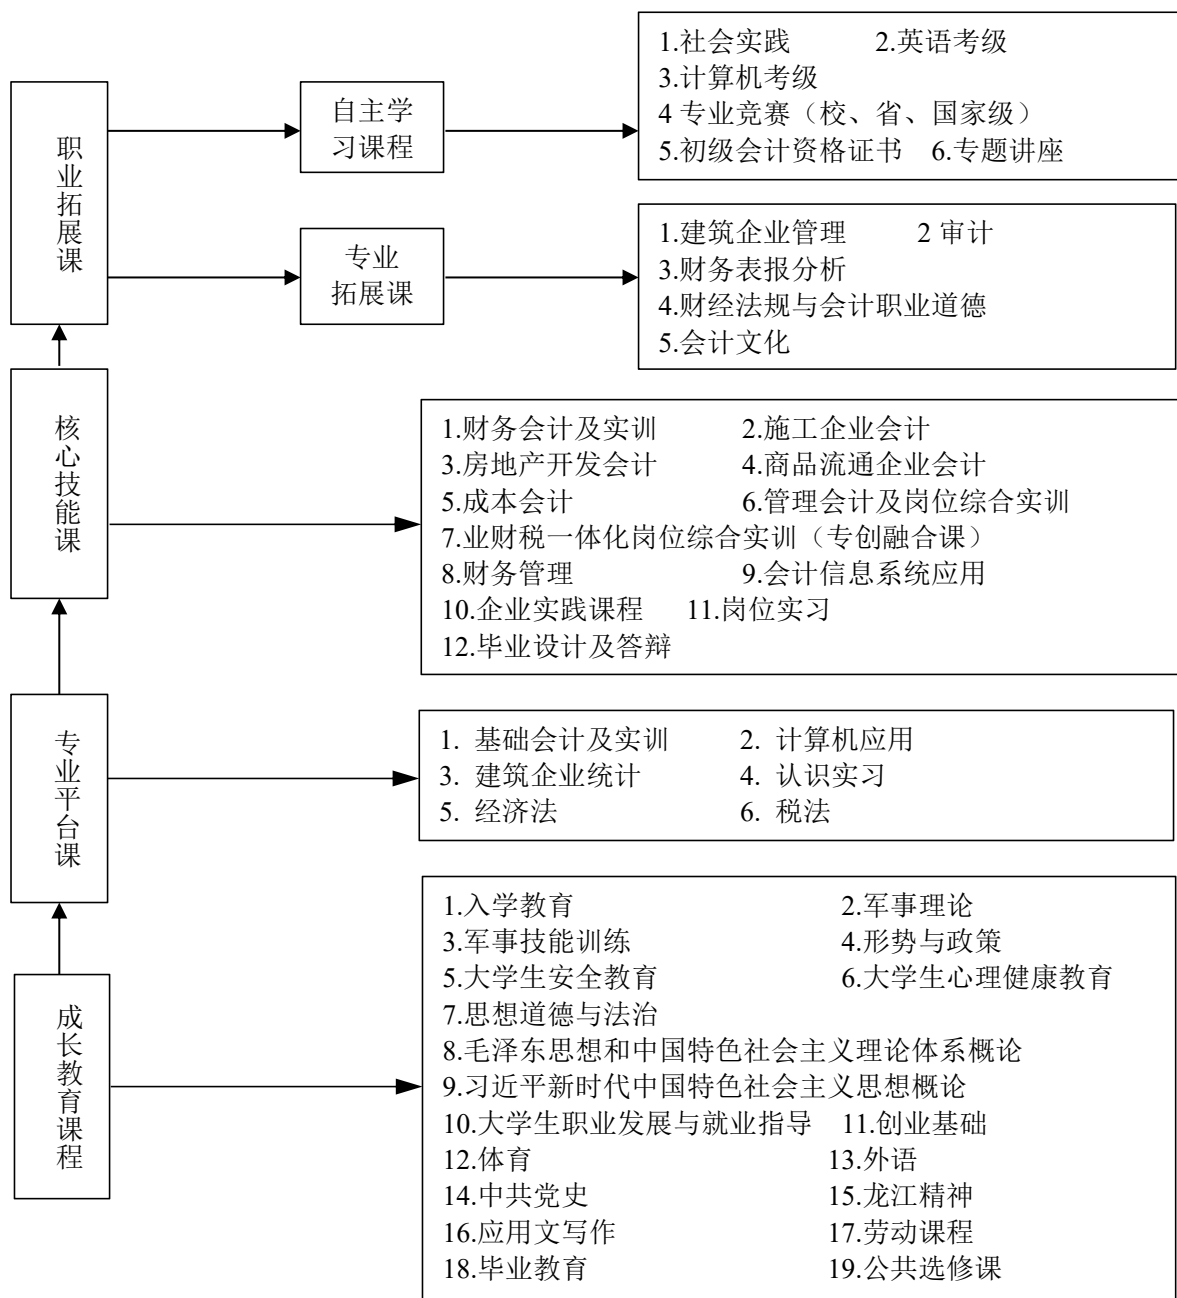 职业拓展课
自主学
习课程
1.社会实践 2.英语考级
3.计算机考级
4 专业竞赛（校、省、国家级）
5.初级会计资格证书 6.专题讲座
专业
拓展课
1.建筑企业管理 2 审计
3.财务表报分析
4.财经法规与会计职业道德
5.会计文化
核心技能课
1.财务会计及实训 2.施工企业会计
3.房地产开发会计 4.商品流通企业会计
5.成本会计 6.管理会计及岗位综合实训
7.业财税一体化岗位综合实训（专创融合课）
8.财务管理 9.会计信息系统应用
10.企业实践课程 11.岗位实习
12.毕业设计及答辩
专业平台课
1. 基础会计及实训 2. 计算机应用
3. 建筑企业统计 4. 认识实习
5. 经济法 6. 税法
成长教育课程
1.入学教育 2.军事理论
3.军事技能训练 4.形势与政策
5.大学生安全教育 6.大学生心理健康教育
7.思想道德与法治
8.毛泽东思想和中国特色社会主义理论体系概论
9.习近平新时代中国特色社会主义思想概论
10.大学生职业发展与就业指导 11.创业基础
12.体育 13.外语
14.中共党史 15.龙江精神
16.应用文写作 17.劳动课程
18.毕业教育 19.公共选修课